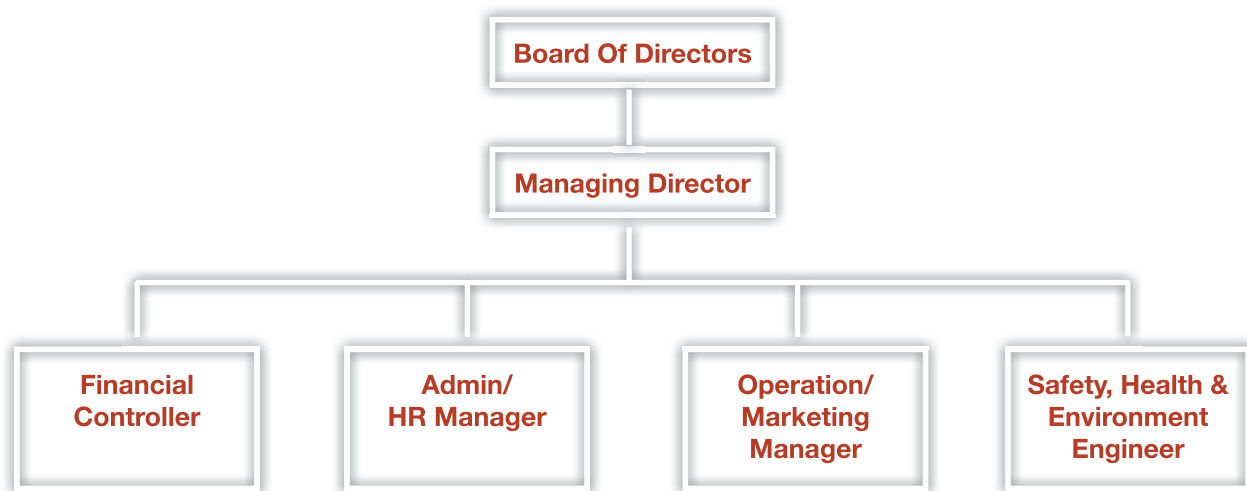 Board Of Directors
Managing Director
Financial
Controller
Admin/
HR Manager
Operation/
Marketing
Manager
Safety, Health &
Environment
Engineer